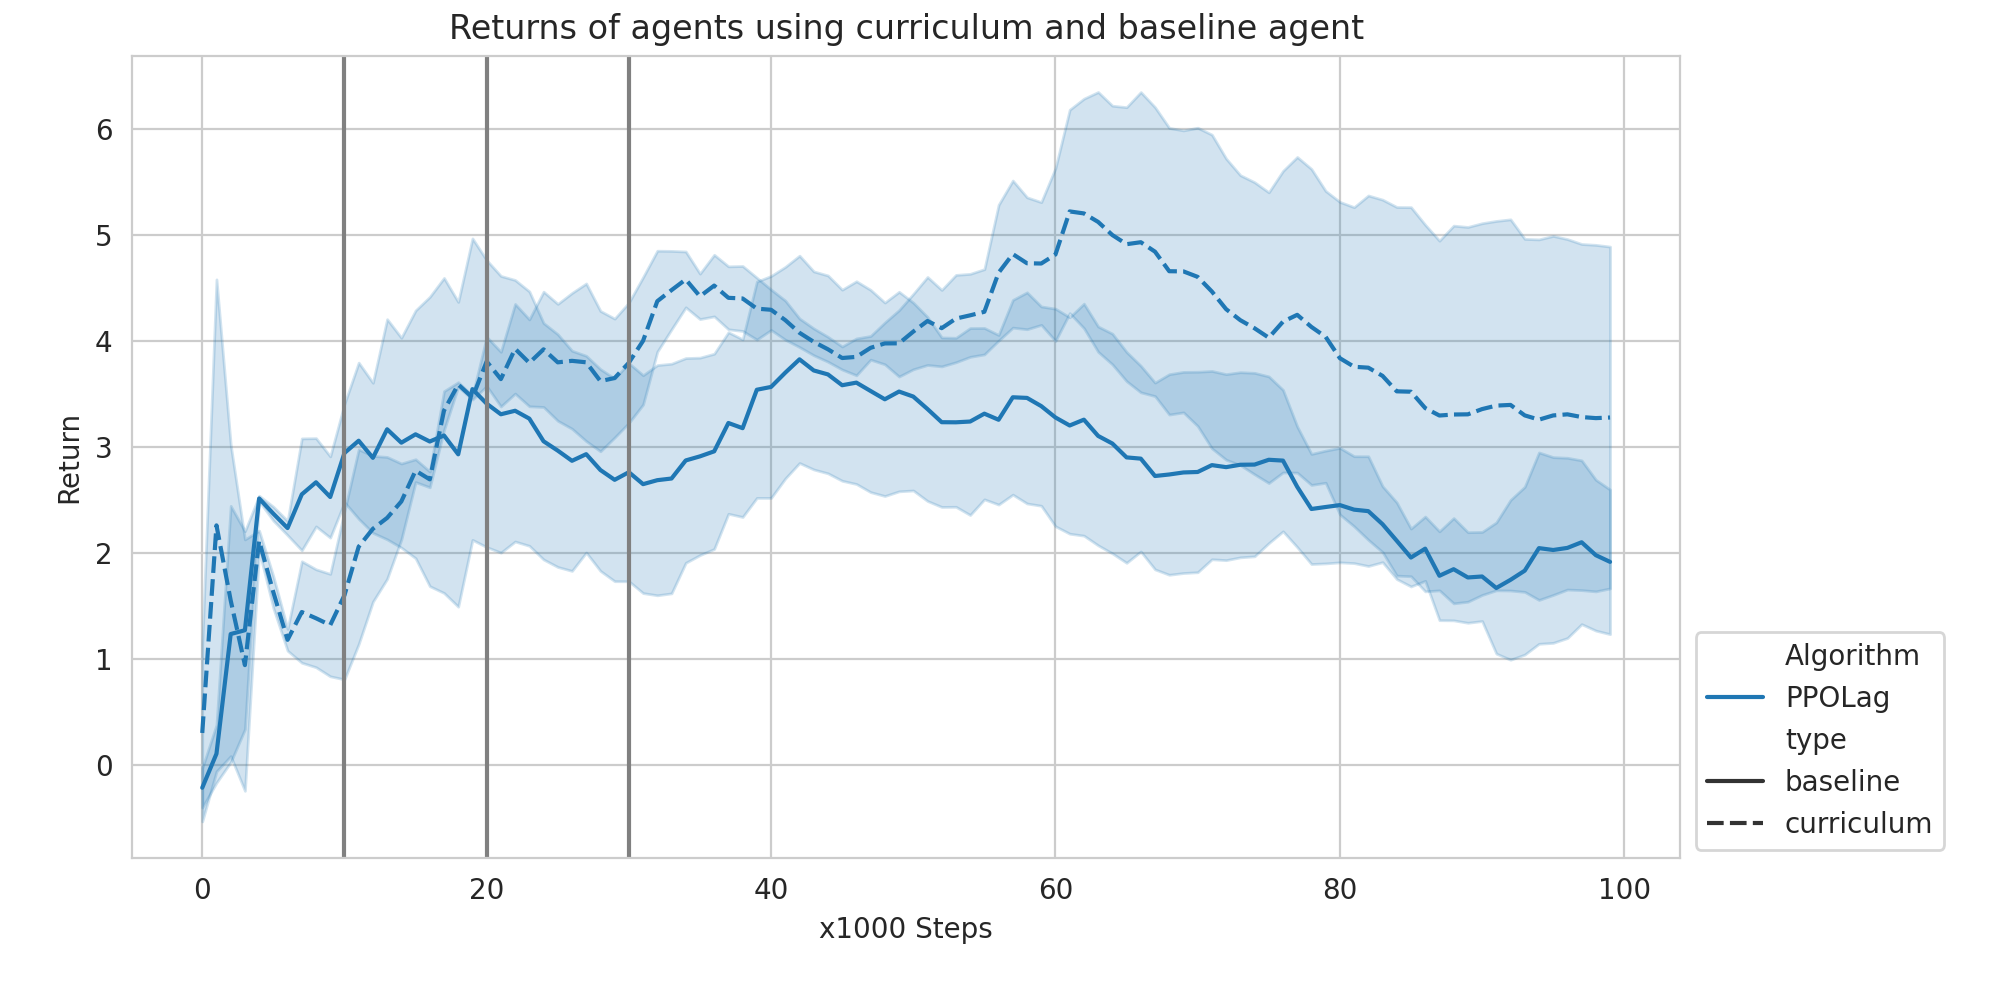 Returns of agents using curriculum and baseline agent
Return
6
5
4
3
2
1
0
0 20 40 60 80 100
x1000 Steps
Algorithm
PPOLag
type
baseline
curriculum